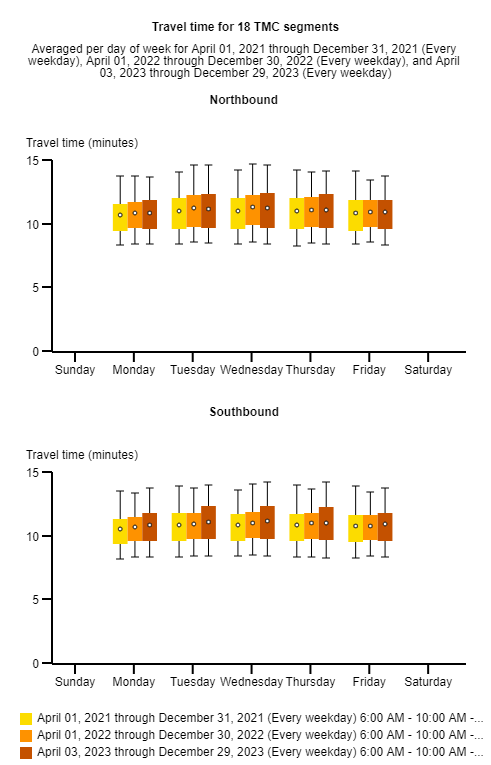 Travel time for 18 TMC segments
Averaged per day of week for April 01, 2021 through December 31, 2021 (Every
weekday), April 01, 2022 through December 30, 2022 (Every weekday), and April
03, 2023 through December 29, 2023 (Every weekday)
Northbound
Travel time (minutes)
15
10
5
0
Sunday Monday Tuesday Wednesday Thursday Friday Saturday
Southbound
Travel time (minutes)
15
10
5
0
Sunday Monday Tuesday Wednesday Thursday Friday Saturday
April 01, 2021 through December 31, 2021 (Every weekday) 6:00 AM - 10:00 AM -...
April 01, 2022 through December 30, 2022 (Every weekday) 6:00 AM - 10:00 AM -...
April 03, 2023 through December 29, 2023 (Every weekday) 6:00 AM - 10:00 AM -...